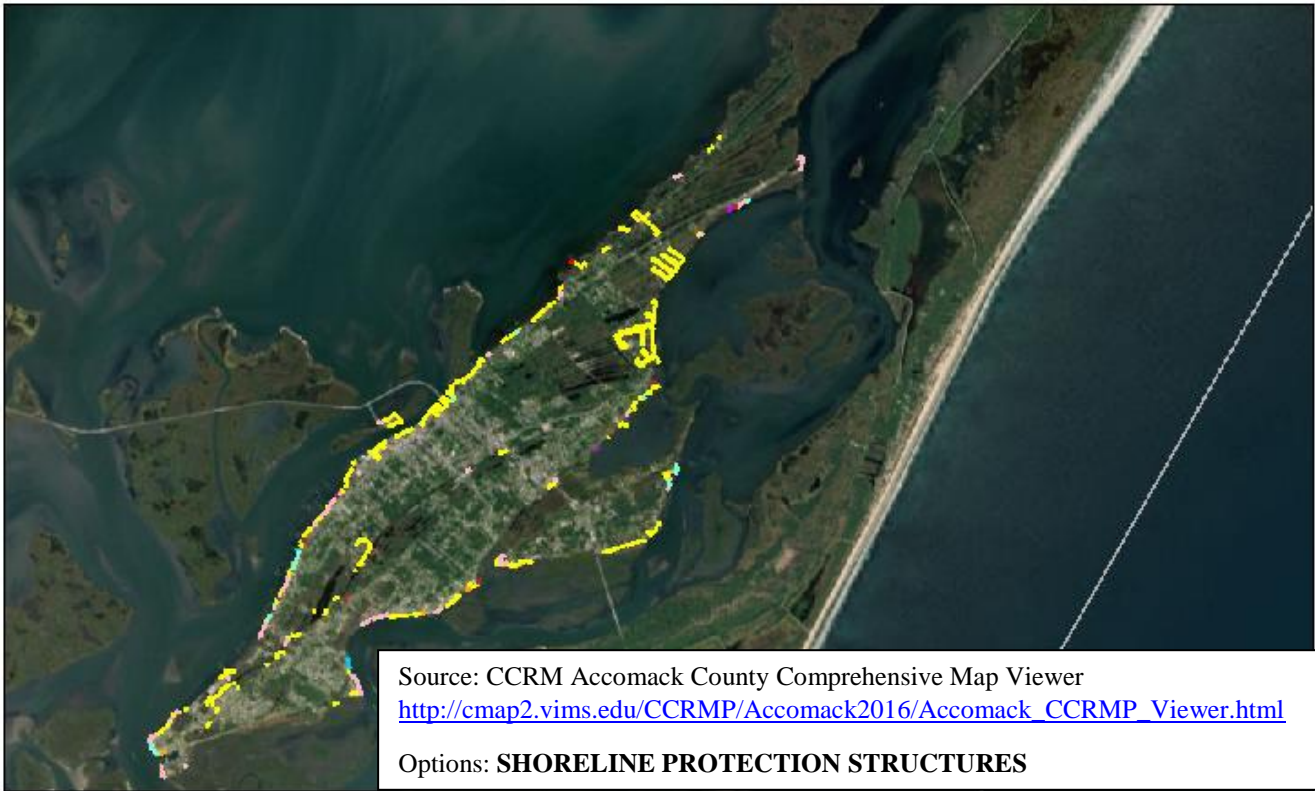 Source: CCRM Accomack County Comprehensive Map Viewer
http://cmap2.vims.edu/CCRMP/Accomack2016/Accomack_CCRMP_Viewer.html
Options: SHORELINE PROTECTION STRUCTURES